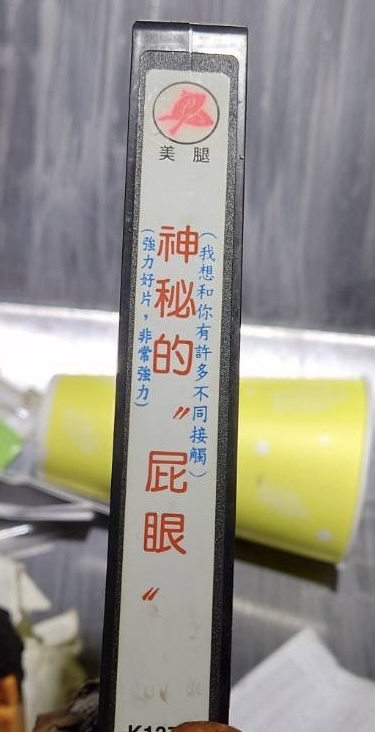 美 腿
(我想和你有許多不同接觸)
神秘的〝屁眼〞
(強力好片，非常強力)